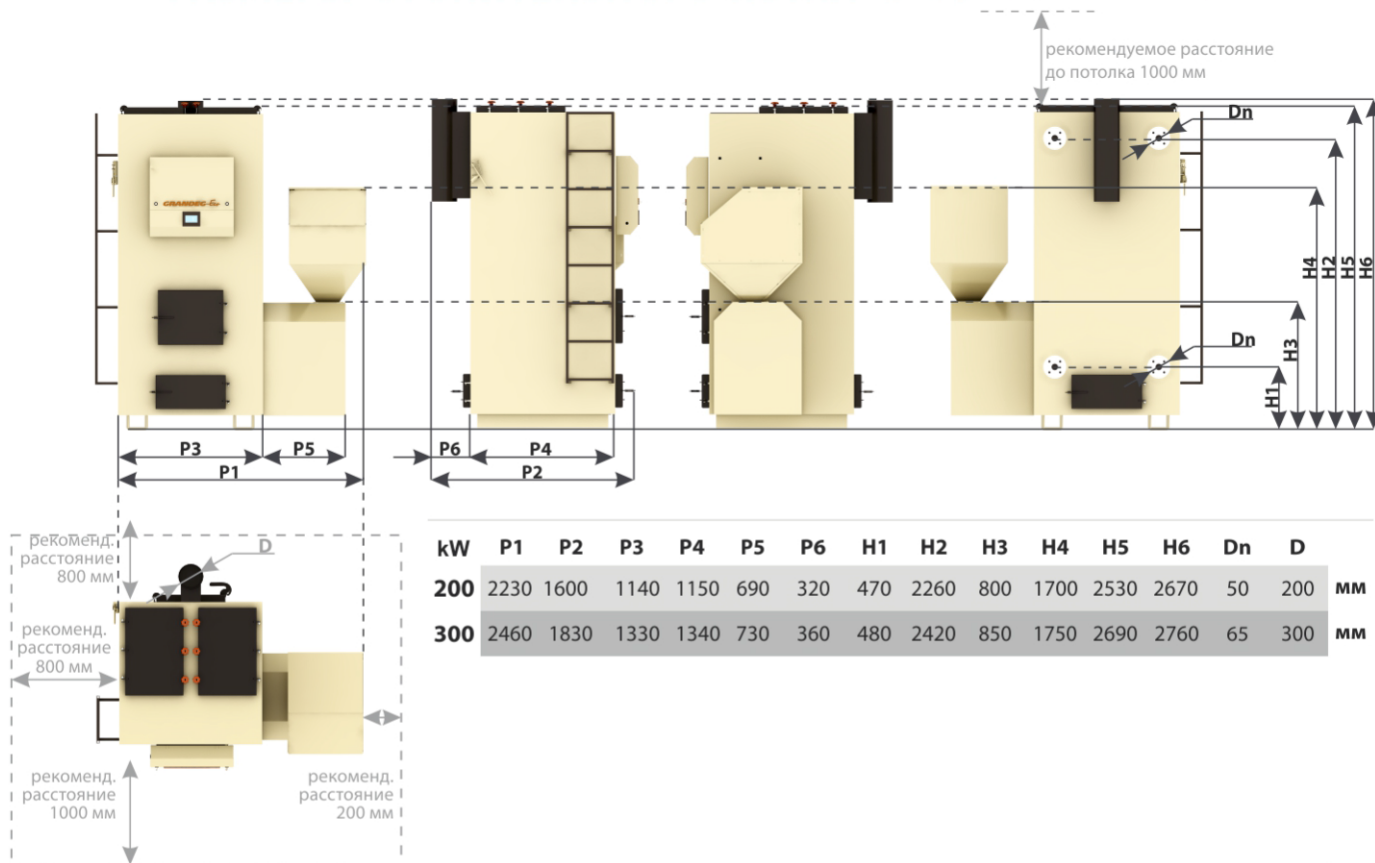 рекомендуемое расстояние
до потолка 1000 мм
Dn
GRANDEG
H4
H2
H5
H6
H3
Dn
H1
P3
P5
P1
P6
P4
P2
рекоменд.
расстояние
800 мм
D
рекоменд.
расстояние
800 мм
рекоменд.
расстояние
1000 мм
рекоменд.
расстояние
200 мм
kW P1 P2 P3 P4 P5 P6 H1 H2 H3 H4 H5 H6 Dn D
200 2230 1600 1140 1150 690 320 470 2260 800 1700 2530 2670 50 200 мм
300 2460 1830 1330 1340 730 360 480 2420 850 1750 2690 2760 65 300 мм